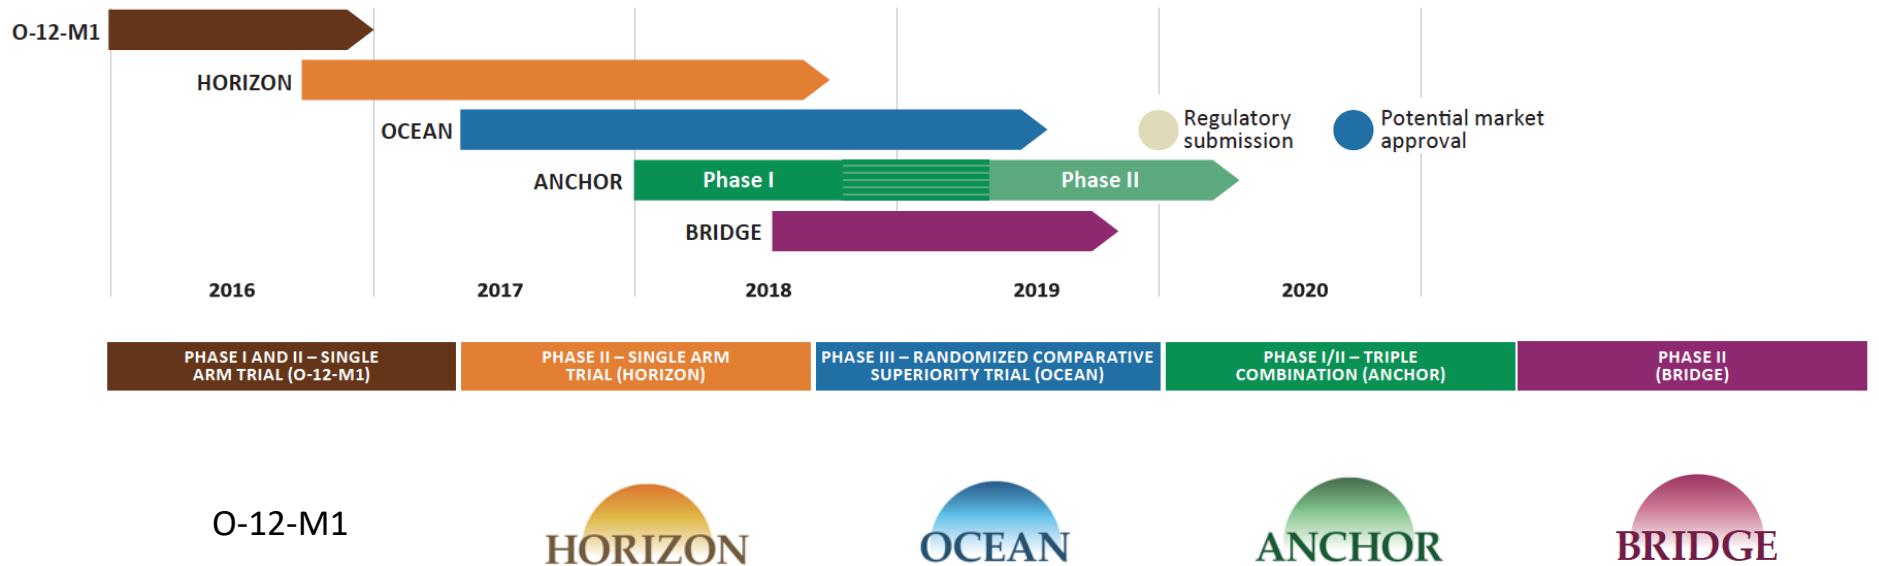 O-12-M1
HORIZON
OCEAN
Regulatory
submission
Potential market
approval
ANCHOR
Phase I
Phase II
BRIDGE
2016
2017
2018
2019
2020
PHASE I AND II – SINGLE
ARM TRIAL (O-12-M1)
PHASE II – SINGLE ARM
TRIAL (HORIZON)
PHASE III – RANDOMIZED COMPARATIVE
SUPERIORITY TRIAL (OCEAN)
PHASE I/II – TRIPLE
COMBINATION (ANCHOR)
PHASE II
(BRIDGE)
O-12-M1
HORIZON
OCEAN
ANCHOR
BRIDGE